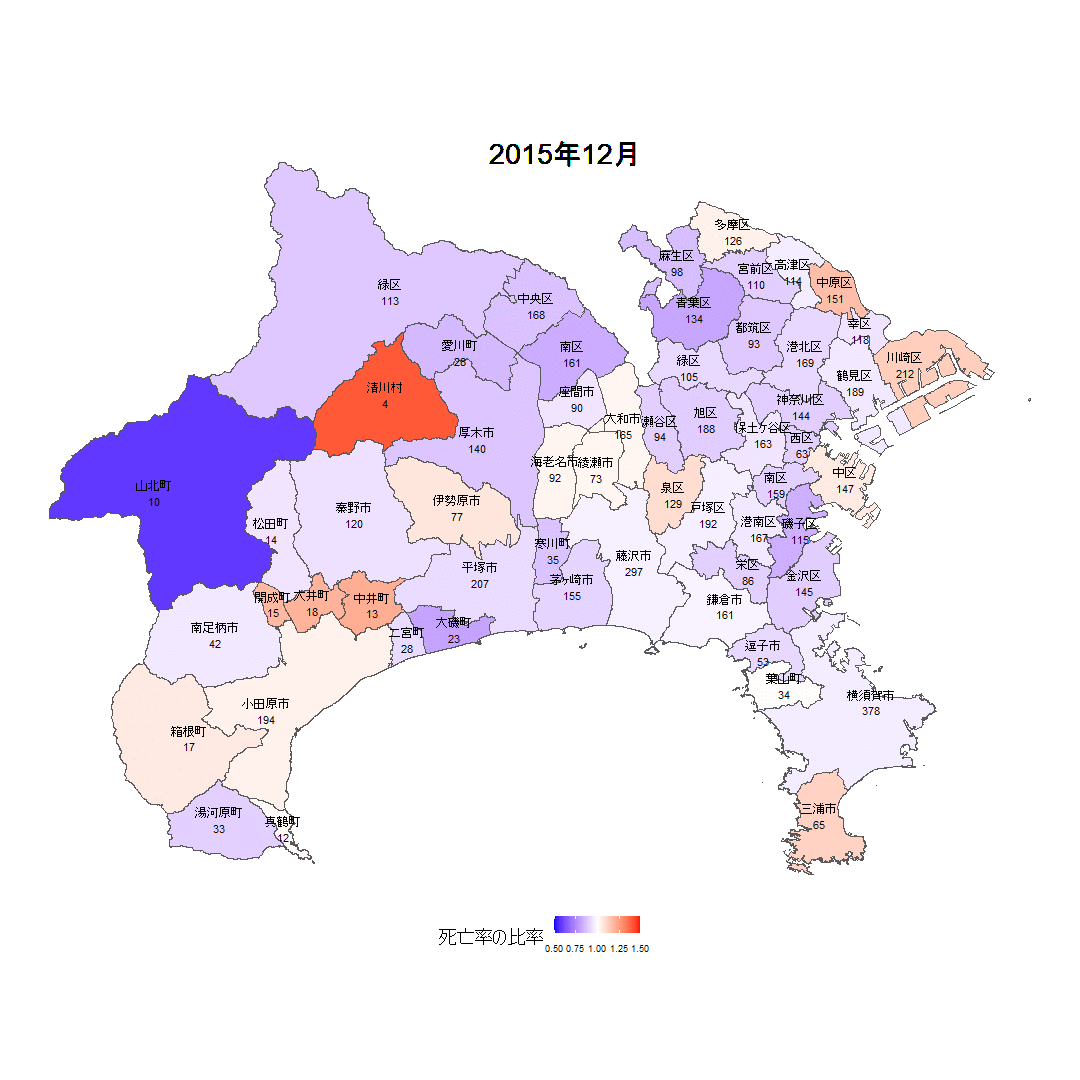 2015年12月
多摩区
126
麻生区
98
宮前区
110
高津区
114
中原区
151
緑区
113
中央区
168
青葉区
134
都筑区
93
港北区
169
幸区
118
川崎区
212
愛川町
28
南区
161
緑区
105
鶴見区
189
清川村
4
座間市
90
神奈川区
144
厚木市
140
大和市
165
瀬谷区
94
旭区
188
保土ケ谷区
163
西区
63
海老名市
92
綾瀬市
73
山北町
10
泉区
129
南区
159
中区
147
伊勢原市
77
秦野市
120
戸塚区
192
松田町
14
港南区
167
磯子区
115
寒川町
35
藤沢市
297
平塚市
207
茅ヶ崎市
155
栄区
86
金沢区
145
開成町
15
大井町
18
中井町
13
鎌倉市
161
南足柄市
42
二宮町
28
大磯町
23
逗子市
53
葉山町
34
横須賀市
378
小田原市
194
箱根町
17
湯河原町
33
真鶴町
12
三浦市
65
死亡率の比率
0.50 0.75 1.00 1.25 1.50